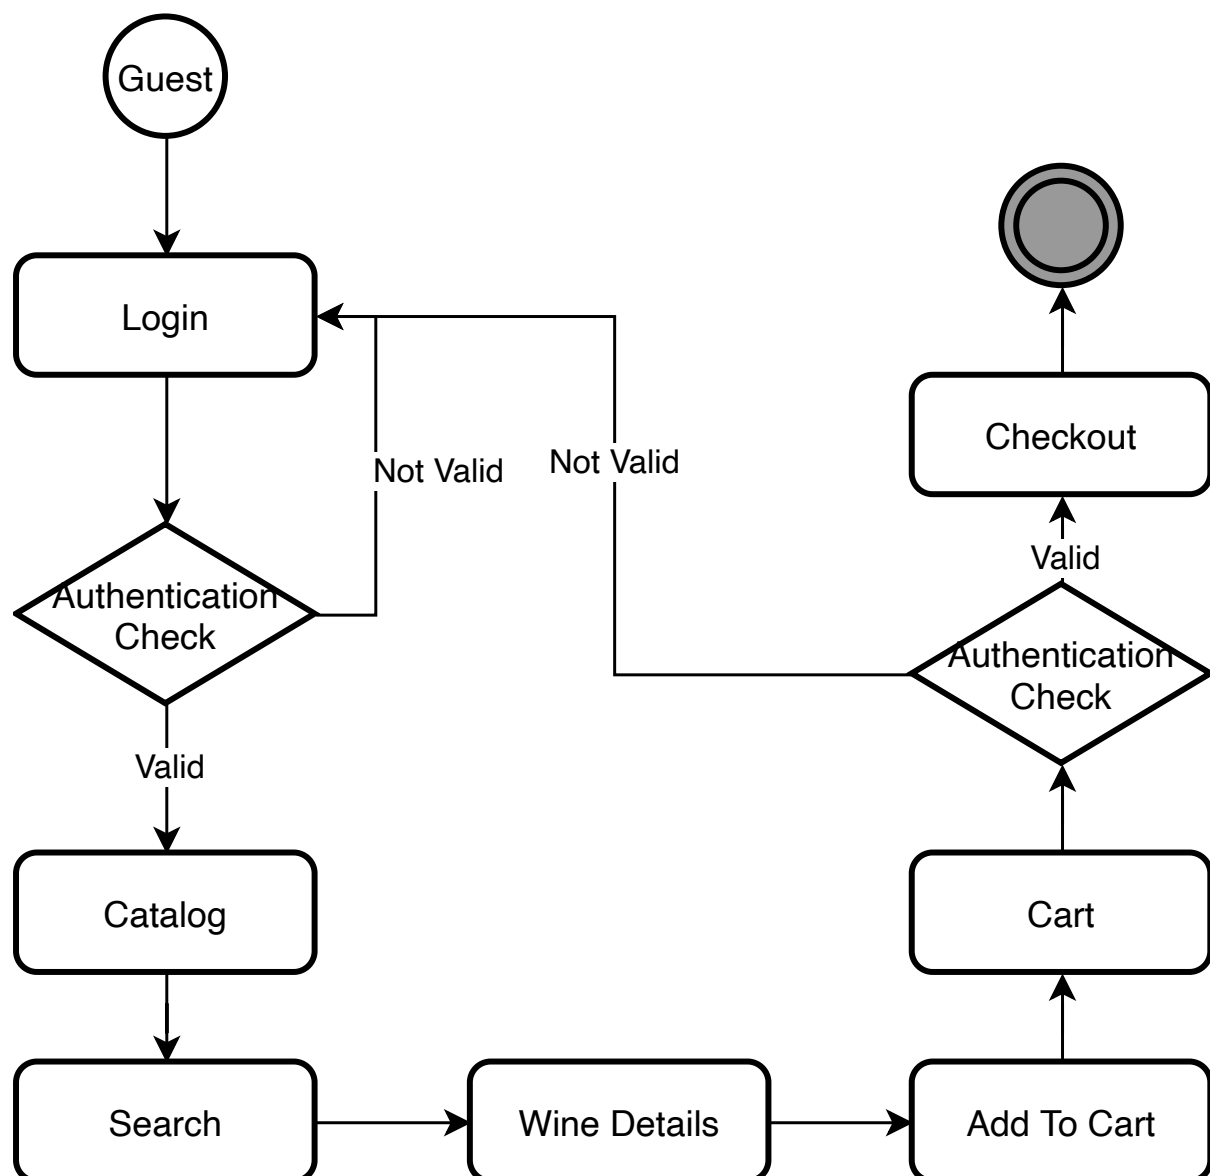 Guest
Login
Not Valid
Authentication
Check
Valid
Catalog
Search
Wine Details
Add To Cart
Cart
Authentication
Check
Not Valid
Valid
Checkout